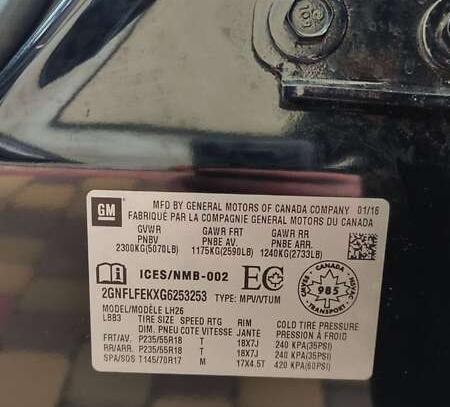 GM
MFD BY GENERAL MOTORS OF CANADA COMPANY 01/16
FABRIQUÉ PAR LA COMPAGNIE GENERAL MOTORS DU CANADA
GVWR GAWR FRT GAWR RR
PNBV PNBE AV. PNBE AR.
2300KG(5070LB) 1175KG(2590LB) 1240KG(2733LB)
ICES/NMB-002 EC
2GNFLFEKXG6253253 TYPE: MPV/VTUM
CANADA
985
TRANSPORT
MODEL/MODÈLE LH26
LBB3 TIRE SIZE SPEED RTG RIM COLD TIRE PRESSURE
DIM. PNEU COTE VITESSE JANTE PRESSION À FROID
FRT/AV. P235/55R18 T 18X7J 240 KPA(35PSI)
RR/ARR. P235/55R18 T 18X7J 240 KPA(35PSI)
SPA/SOS T145/70R17 M 17X4.5T 420 KPA(60PSI)